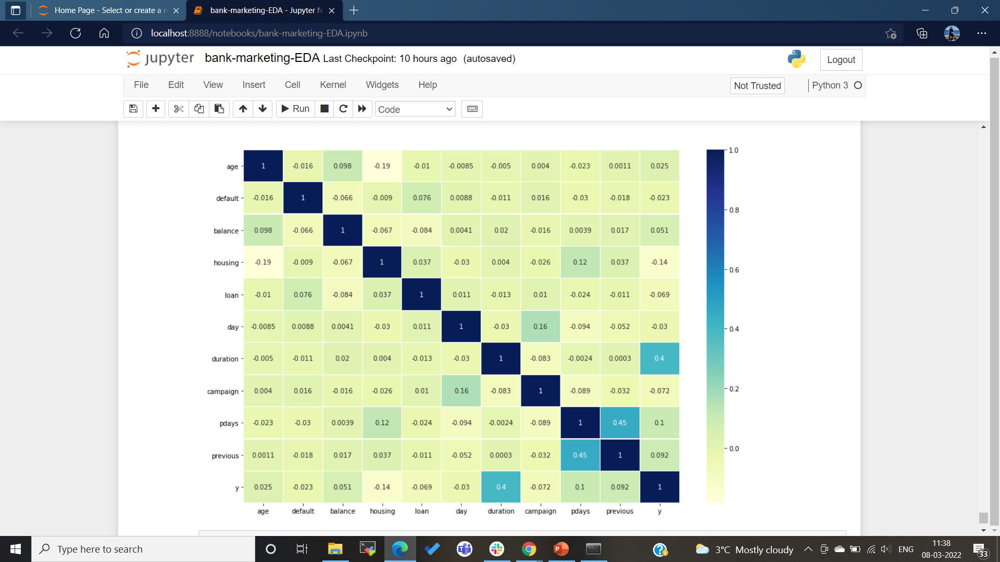 Home Page - Select or create a n
bank-marketing-EDA - Jupyter N
localhost:8888/notebooks/bank-marketing-EDA.ipynb
jupyter bank-marketing-EDA Last Checkpoint: 10 hours ago (autosaved)
Logout
File Edit View Insert Cell Kernel Widgets Help
Not Trusted
Python 3
Run
Code
age 1 -0.016 0.098 -0.19 -0.01 -0.0085 -0.005 0.004 -0.023 0.0011 0.025
default -0.016 1 -0.066 -0.009 0.076 0.0088 -0.011 0.016 -0.03 -0.018 -0.023
balance 0.098 -0.066 1 -0.067 -0.084 0.0041 0.02 -0.016 0.0039 0.017 0.051
housing -0.19 -0.009 -0.067 1 0.037 -0.03 0.004 -0.026 0.12 0.037 -0.14
loan -0.01 0.076 -0.084 0.037 1 0.011 -0.013 0.01 -0.024 -0.011 -0.069
day -0.0085 0.0088 0.0041 -0.03 0.011 1 -0.03 0.16 -0.094 -0.052 -0.03
duration -0.005 -0.011 0.02 0.004 -0.013 -0.03 1 -0.083 -0.0024 0.0003 0.4
campaign 0.004 0.016 -0.016 -0.026 0.01 0.16 -0.083 1 -0.089 -0.032 -0.072
pdays -0.023 -0.03 0.0039 0.12 -0.024 -0.094 -0.0024 -0.089 1 0.45 0.1
previous 0.0011 -0.018 0.017 0.037 -0.011 -0.052 0.0003 -0.032 0.45 1 0.092
y 0.025 -0.023 0.051 -0.14 -0.069 -0.03 0.4 -0.072 0.1 0.092 1
age default balance housing loan day duration campaign pdays previous y
1.0
0.8
0.6
0.4
0.2
0.0
Type here to search
3°C Mostly cloudy
ENG
11:38
08-03-2022
33